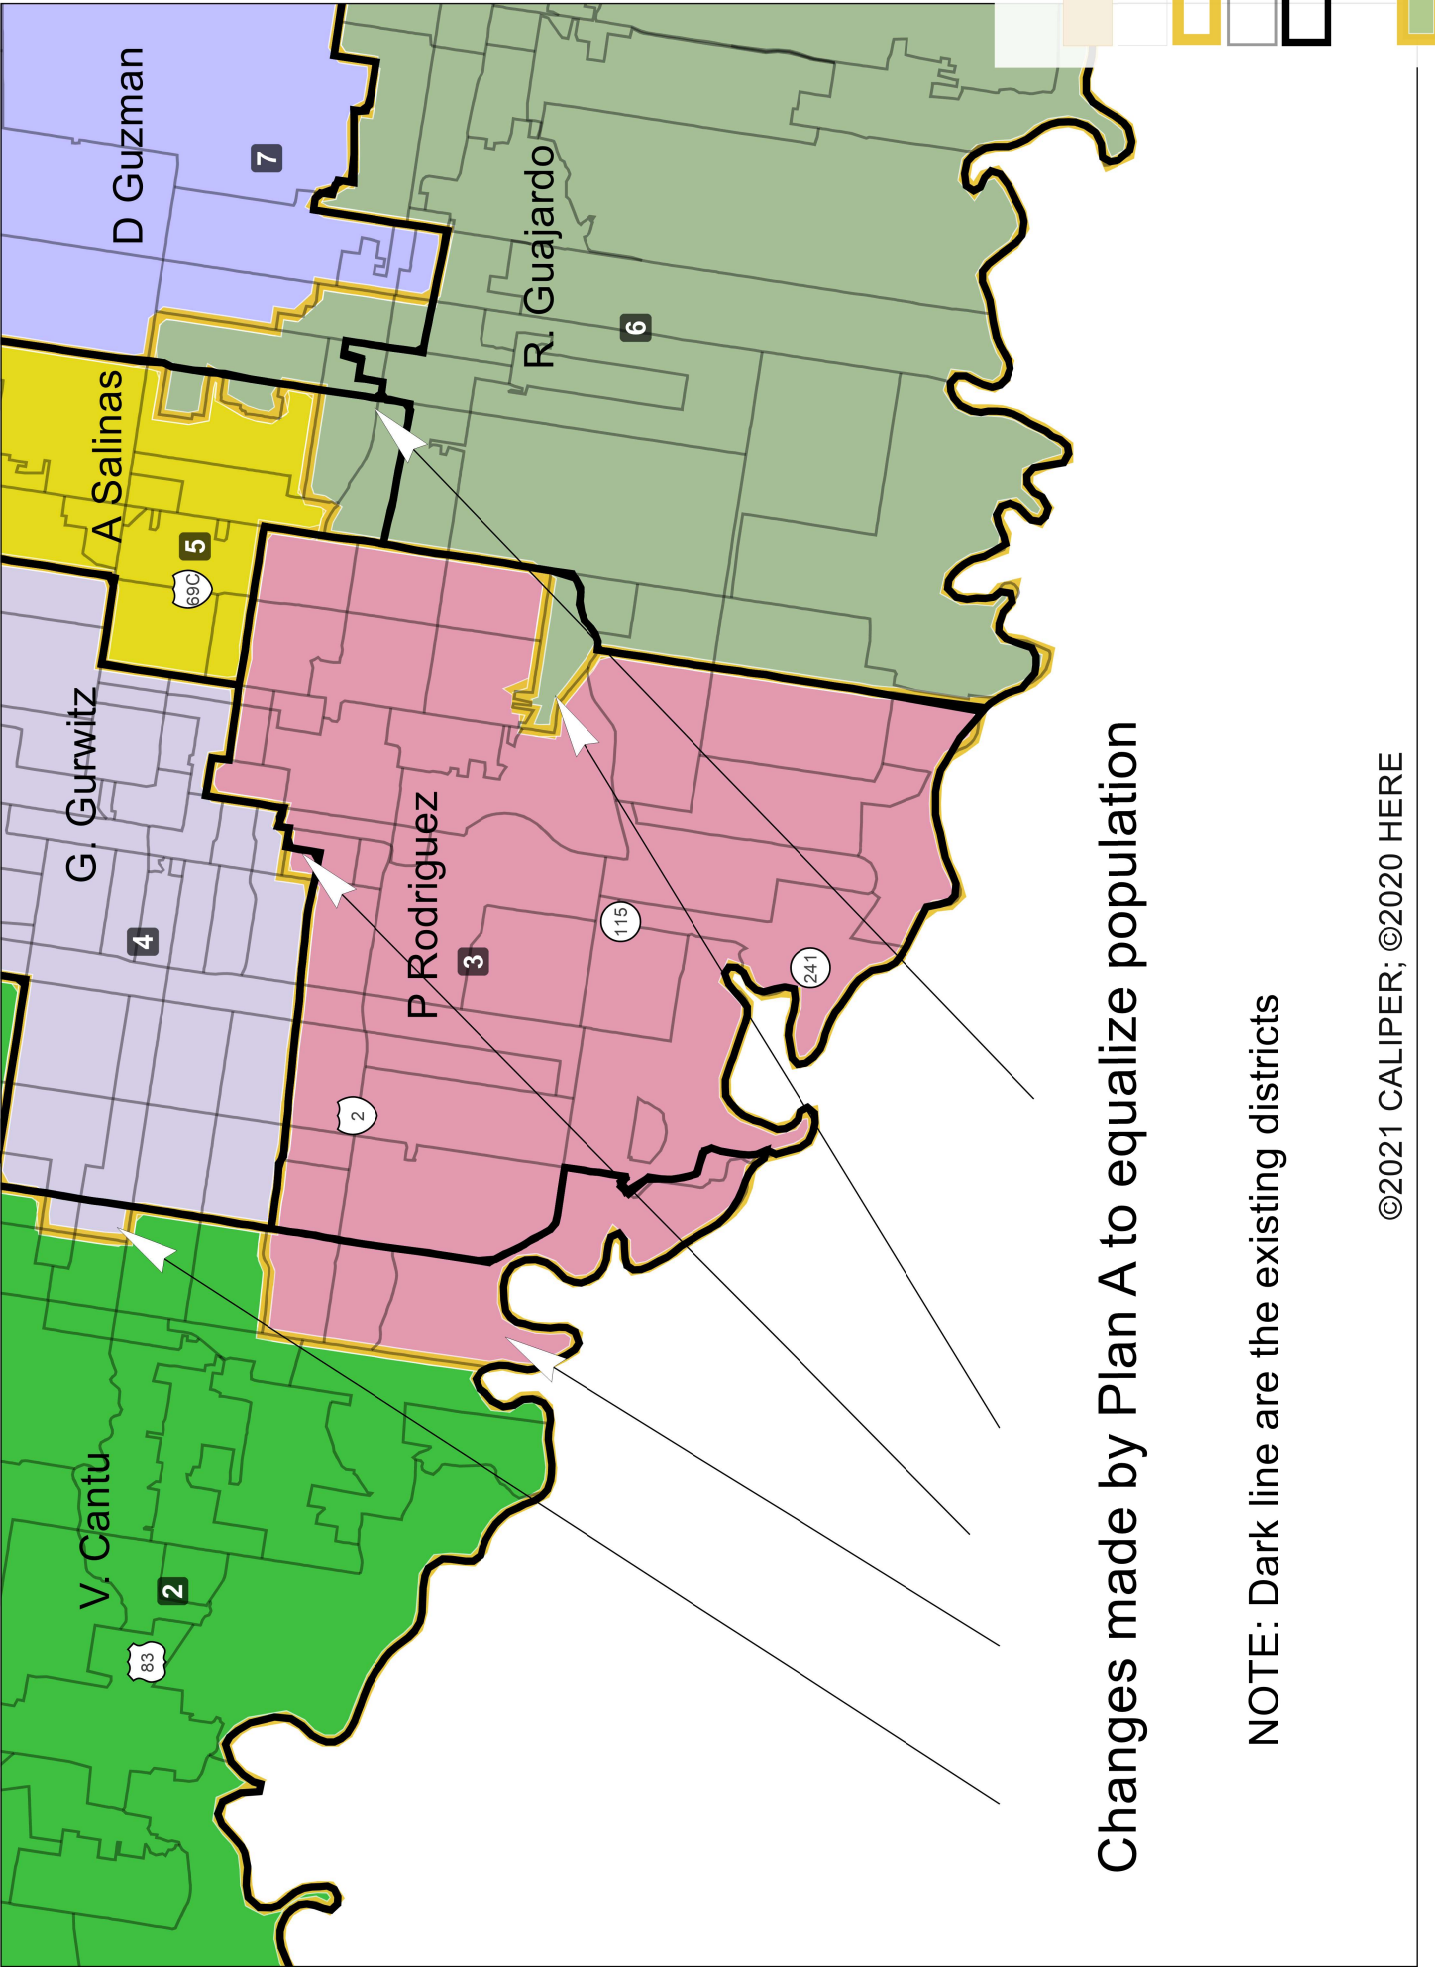 V. Cantu
2
83
G. Gurwitz
4
A Salinas
5
69C
D Guzman
7
P Rodriguez
3
2
115
241
R. Guajardo
6
Changes made by Plan A to equalize population
NOTE: Dark line are the existing districts
©2021 CALIPER; ©2020 HERE